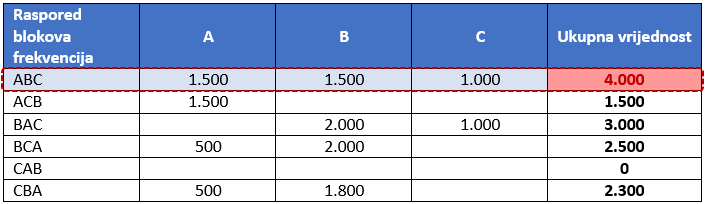 Raspored
blokova
frekvencija A B C Ukupna vrijednost
ABC 1.500 1.500 1.000 4.000
ACB 1.500 1.500
BAC 2.000 1.000 3.000
BCA 500 2.000 2.500
CAB 0
CBA 500 1.800 2.300